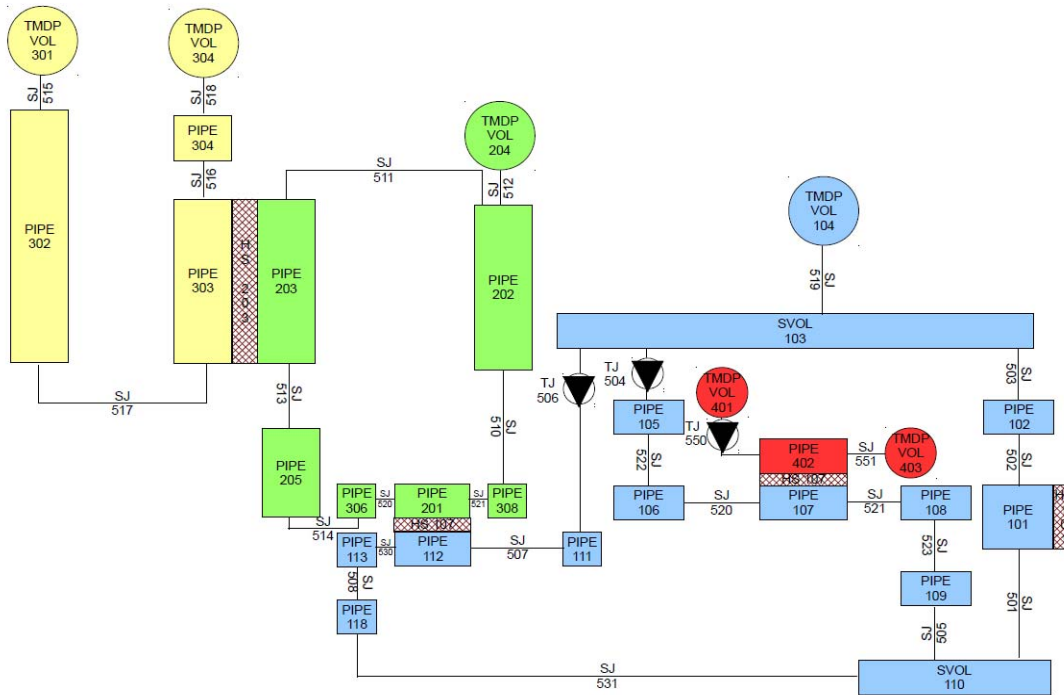 TMDP
VOL
301
SJ
515
PIPE
302
SJ
517
TMDP
VOL
304
SJ
518
PIPE
304
SJ
516
PIPE
303
HS 203
PIPE
203
SJ
511
TMDP
VOL
204
SJ
512
PIPE
202
SJ
513
SJ
510
PIPE
205
SJ
514
PIPE
306
SJ
520
PIPE
201
SJ
521
PIPE
308
HS 107
PIPE
113
SJ
530
PIPE
112
SJ
507
PIPE
111
SJ
508
PIPE
118
SJ
531
TMDP
VOL
104
SJ
519
SVOL
103
TJ
506
TJ
504
SJ
503
PIPE
105
TMDP
VOL
401
TJ
550
PIPE
102
SJ
522
PIPE
402
SJ
551
TMDP
VOL
403
SJ
502
HS 107
PIPE
106
SJ
520
PIPE
107
SJ
521
PIPE
108
PIPE
101
H
SJ
523
PIPE
109
SJ
501
SJ
505
SVOL
110